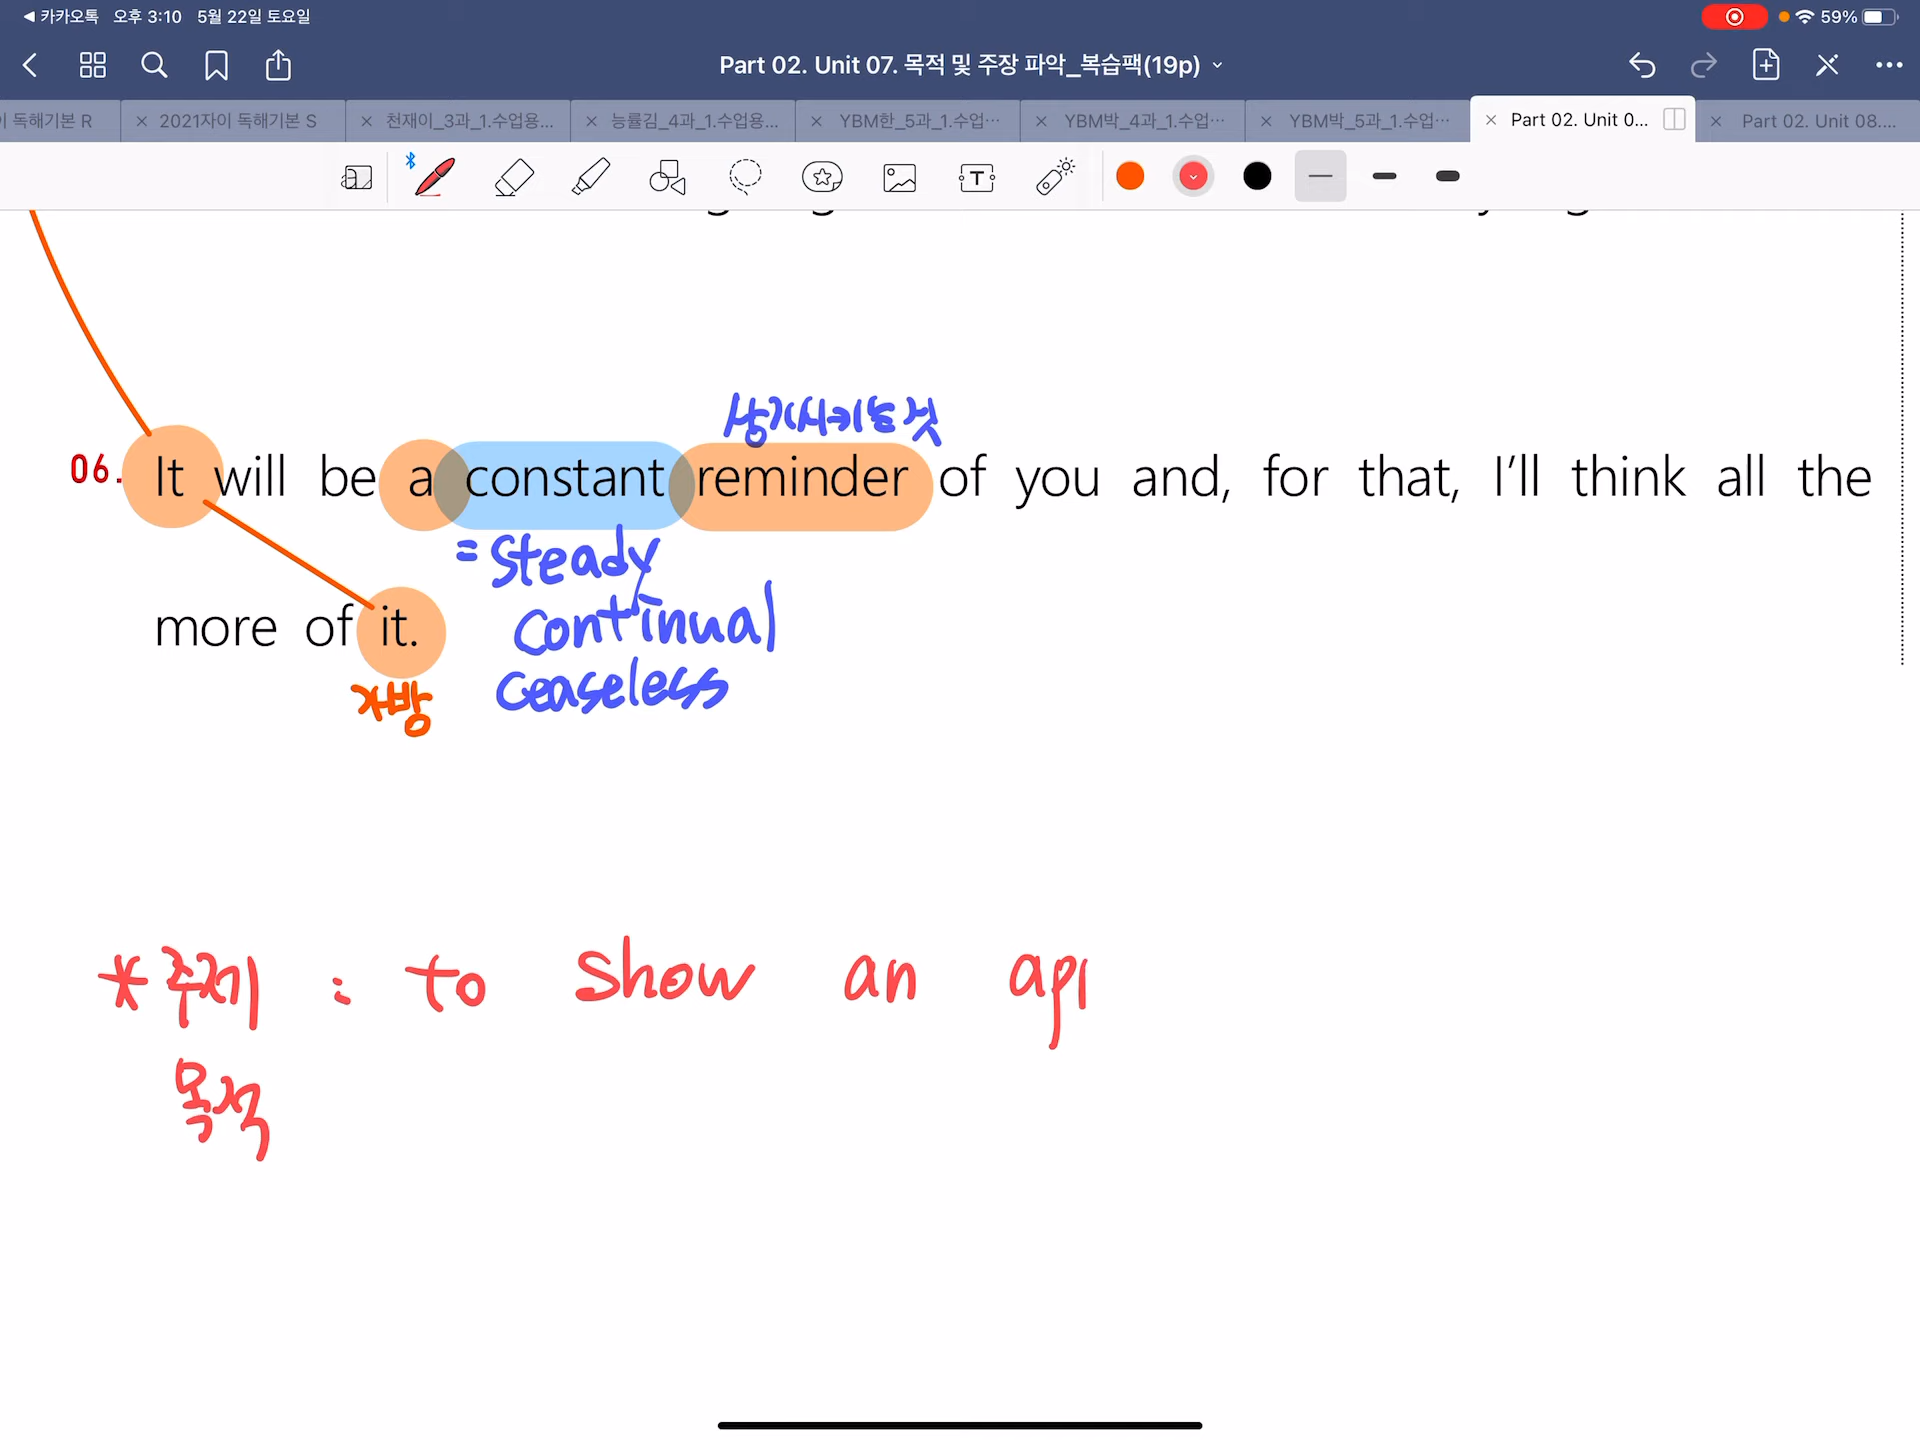 ◀ 카카오톡 오후 3:10 5월 22일 토요일 59%
Part 02. Unit 07. 목적 및 주장 파악_복습팩(19p)
독해기본 R × 2021자이 독해기본 S × 천재이_3과_1.수업용... × 능률김_4과_1.수업용... × YBM한_5과_1.수업... × YBM박_4과_1.수업... × YBM박_5과_1.수업... × Part 02. Unit 0... × Part 02. Unit 08....
상기시키는 것
06. It will be a constant reminder of you and, for that, I'll think all the
= steady
more of it. continual
가방 ceaseless
*주제 : to show an ap
목적